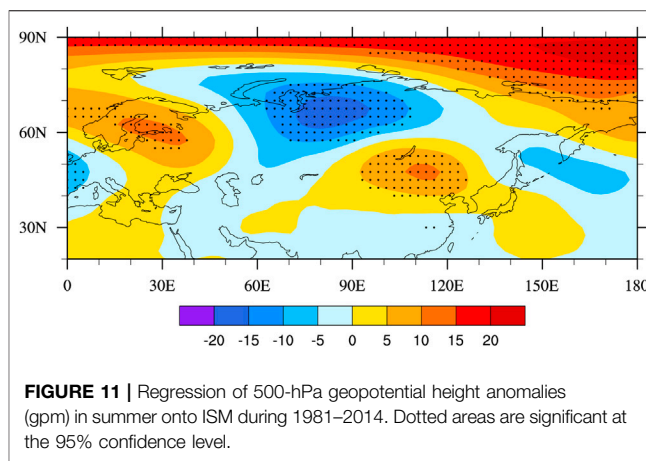 90N
60N
30N
0 30E 60E 90E 120E 150E 180
-20 -15 -10 -5 0 5 10 15 20
FIGURE 11 | Regression of 500-hPa geopotential height anomalies
(gpm) in summer onto ISM during 1981–2014. Dotted areas are significant at
the 95% confidence level.